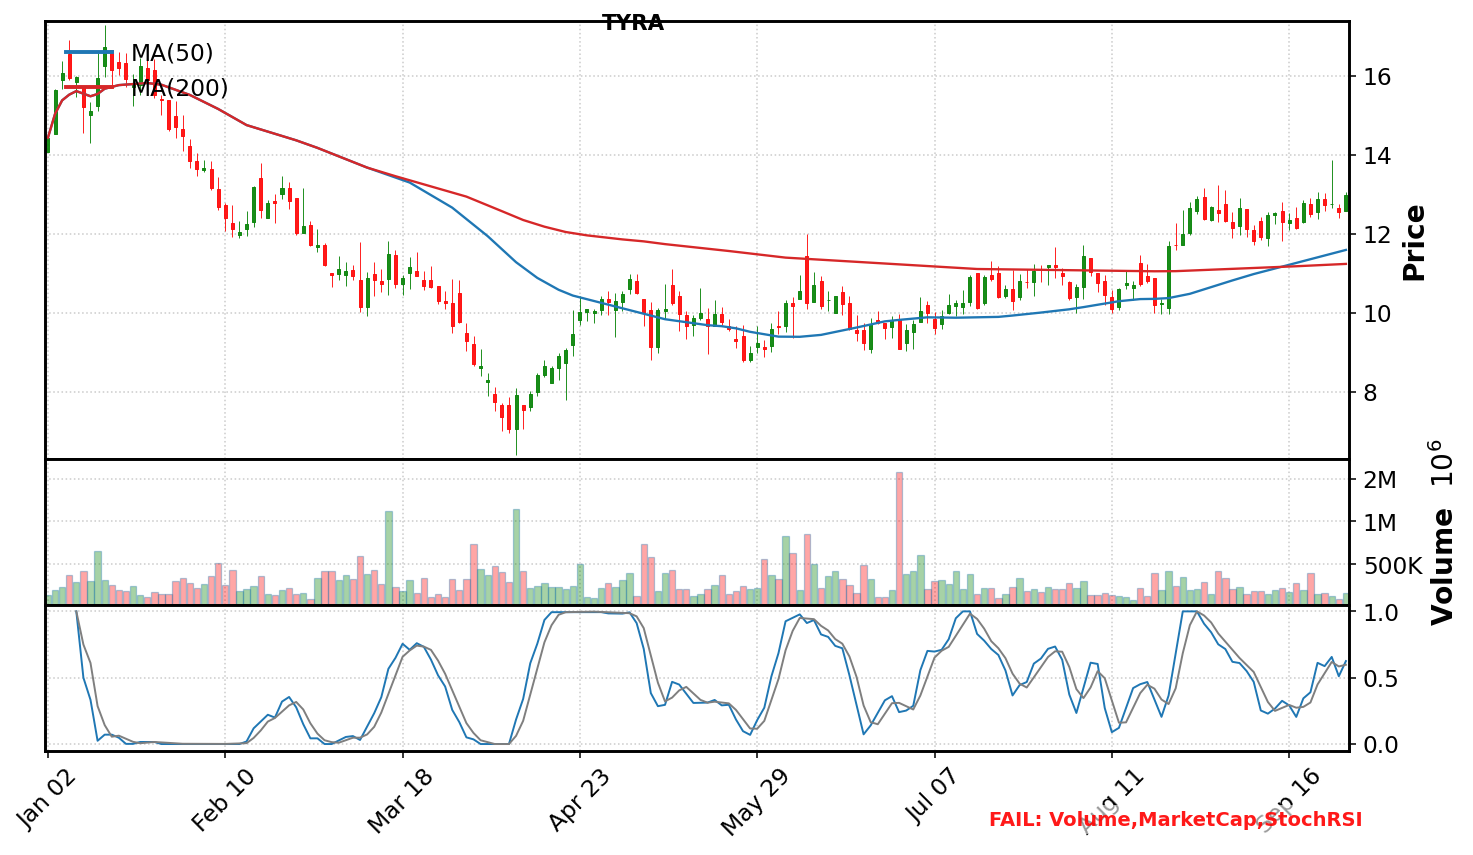 TYRA
MA(50)
MA(200)
16
14
12
10
8
Price
2M
1M
500K
Volume 10^6
1.0
0.5
0.0
Jan 02
Feb 10
Mar 18
Apr 23
May 29
Jul 07
Aug 11
Sep 16
FAIL: Volume,MarketCap,StochRSI